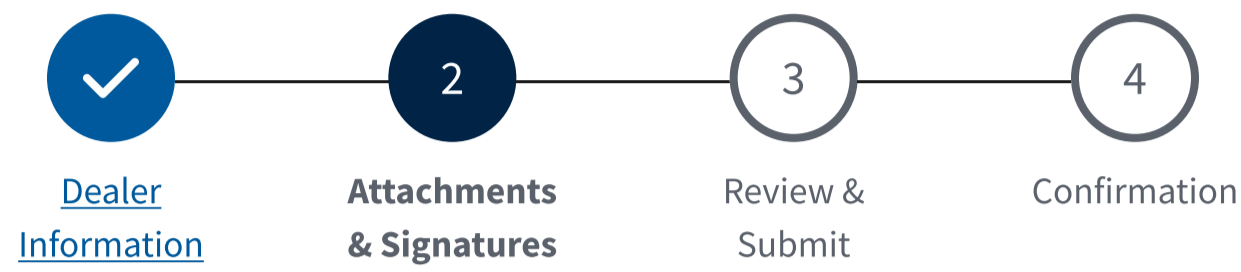 2
3
4
Dealer
Information
Attachments
& Signatures
Review &
Submit
Confirmation